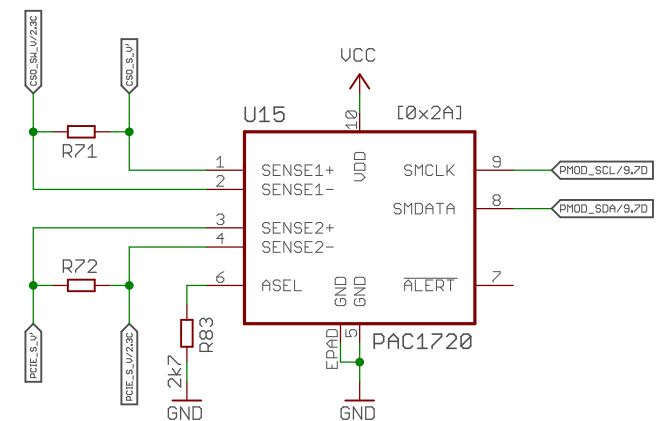 CSO_SW_V/2.3C
CSO_S_V'
VCC
U15
10
[0x2A]
R71
1
SENSE1+
VDD
SMCLK
9
PMOD_SCL/9.7D
2
SENSE1-
SMDATA
8
PMOD_SDA/9.7D
3
SENSE2+
4
SENSE2-
R72
6
ASEL
GND
GND
ALERT
7
PCIE_S_V'
PCIE_S_V/2.3C
R83
2k7
EPAD
5
PAC1720
GND
GND